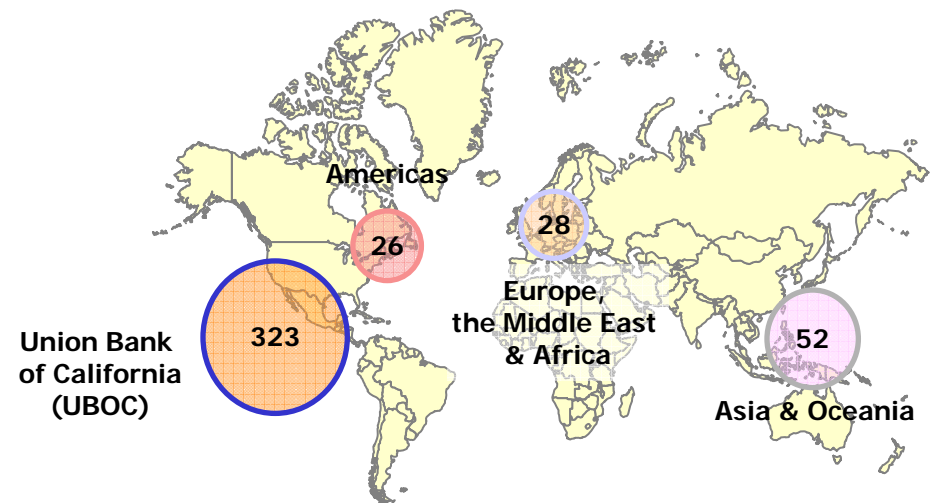 Americas
26
28
323
Union Bank
of California
(UBOC)
Europe,
the Middle East
& Africa
52
Asia & Oceania